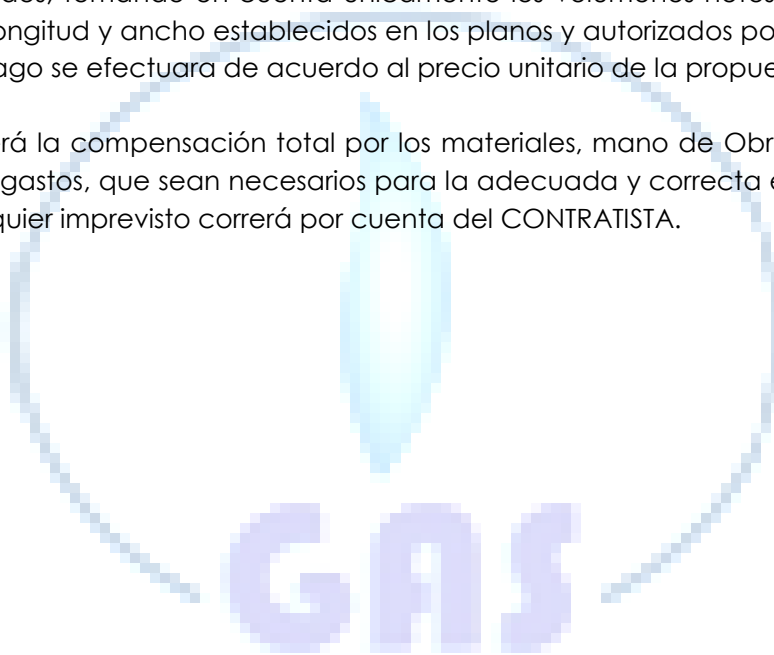 ongitud y ancho establecidos en los planos y autorizados po
ago se efectuara de acuerdo al precio unitario de la propue
rá la compensación total por los materiales, mano de Obr
gastos, que sean necesarios para la adecuada y correcta e
quier imprevisto correrá por cuenta del CONTRATISTA.
GAS